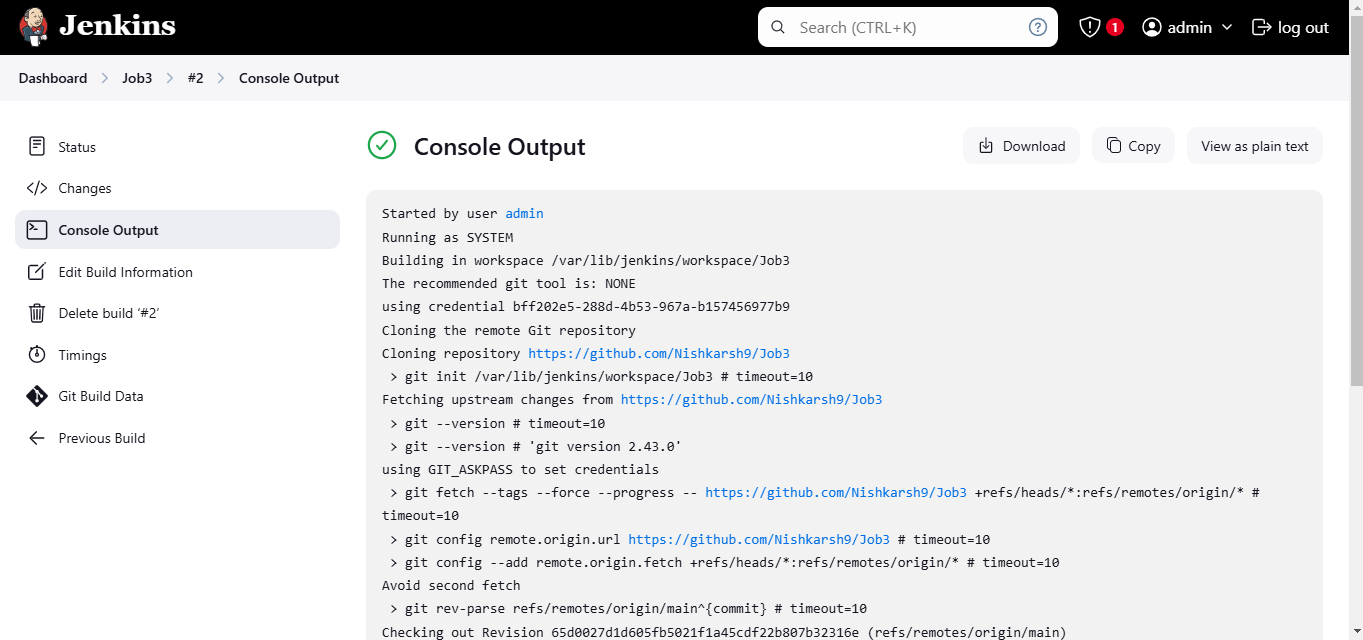 Jenkins
Search (CTRL+K)
?
1
admin
log out
Dashboard > Job3 > #2 > Console Output
Status
Changes
Console Output
Edit Build Information
Delete build ‘#2’
Timings
Git Build Data
Previous Build
Console Output
Download
Copy
View as plain text
Started by user admin
Running as SYSTEM
Building in workspace /var/lib/jenkins/workspace/Job3
The recommended git tool is: NONE
using credential bff202e5-288d-4b53-967a-b157456977b9
Cloning the remote Git repository
Cloning repository https://github.com/Nishkarsh9/Job3
> git init /var/lib/jenkins/workspace/Job3 # timeout=10
Fetching upstream changes from https://github.com/Nishkarsh9/Job3
> git --version # timeout=10
> git --version # 'git version 2.43.0'
using GIT_ASKPASS to set credentials
> git fetch --tags --force --progress -- https://github.com/Nishkarsh9/Job3 +refs/heads/*:refs/remotes/origin/* #
timeout=10
> git config remote.origin.url https://github.com/Nishkarsh9/Job3 # timeout=10
> git config --add remote.origin.fetch +refs/heads/*:refs/remotes/origin/* # timeout=10
Avoid second fetch
> git rev-parse refs/remotes/origin/main^{commit} # timeout=10
Checking out Revision 65d0027d1d605fb5021f1a45cdf22b807b32316e (refs/remotes/origin/main)